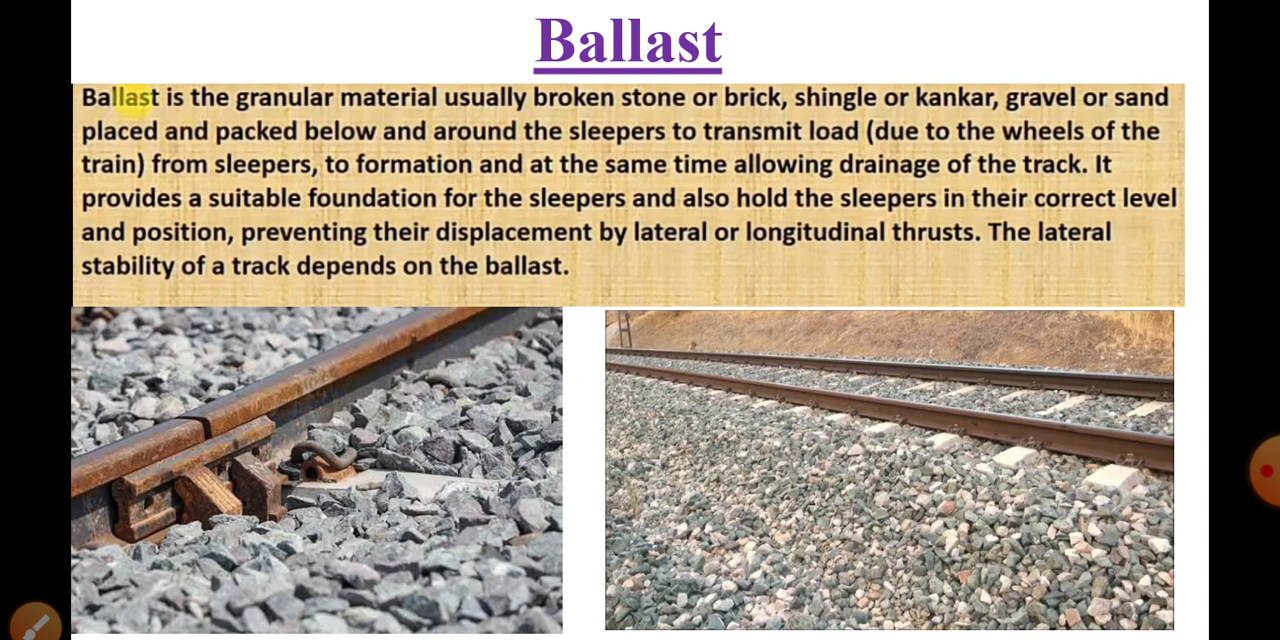 Ballast
Ballast is the granular material usually broken stone or brick, shingle or kankar, gravel or sand
placed and packed below and around the sleepers to transmit load (due to the wheels of the
train) from sleepers, to formation and at the same time allowing drainage of the track. It
provides a suitable foundation for the sleepers and also hold the sleepers in their correct level
and position, preventing their displacement by lateral or longitudinal thrusts. The lateral
stability of a track depends on the ballast.